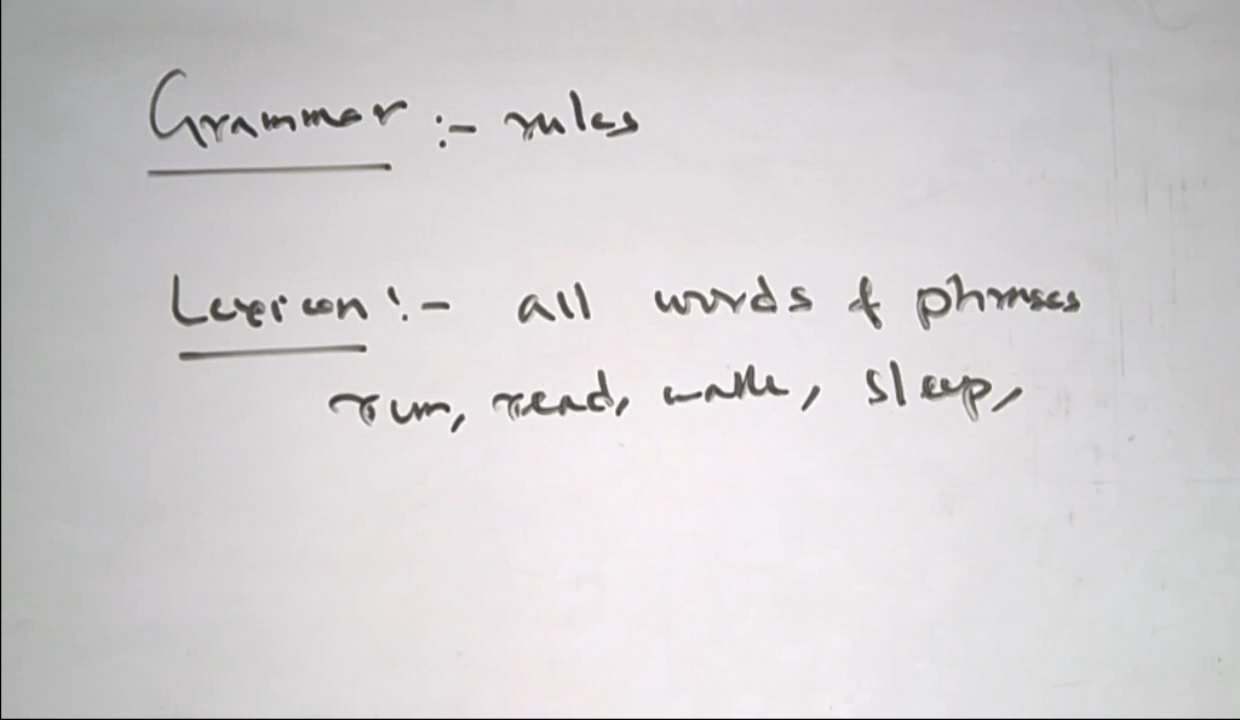 Grammar :- rules
Lexicon :- all words & phrases
run, read, walk, sleep,